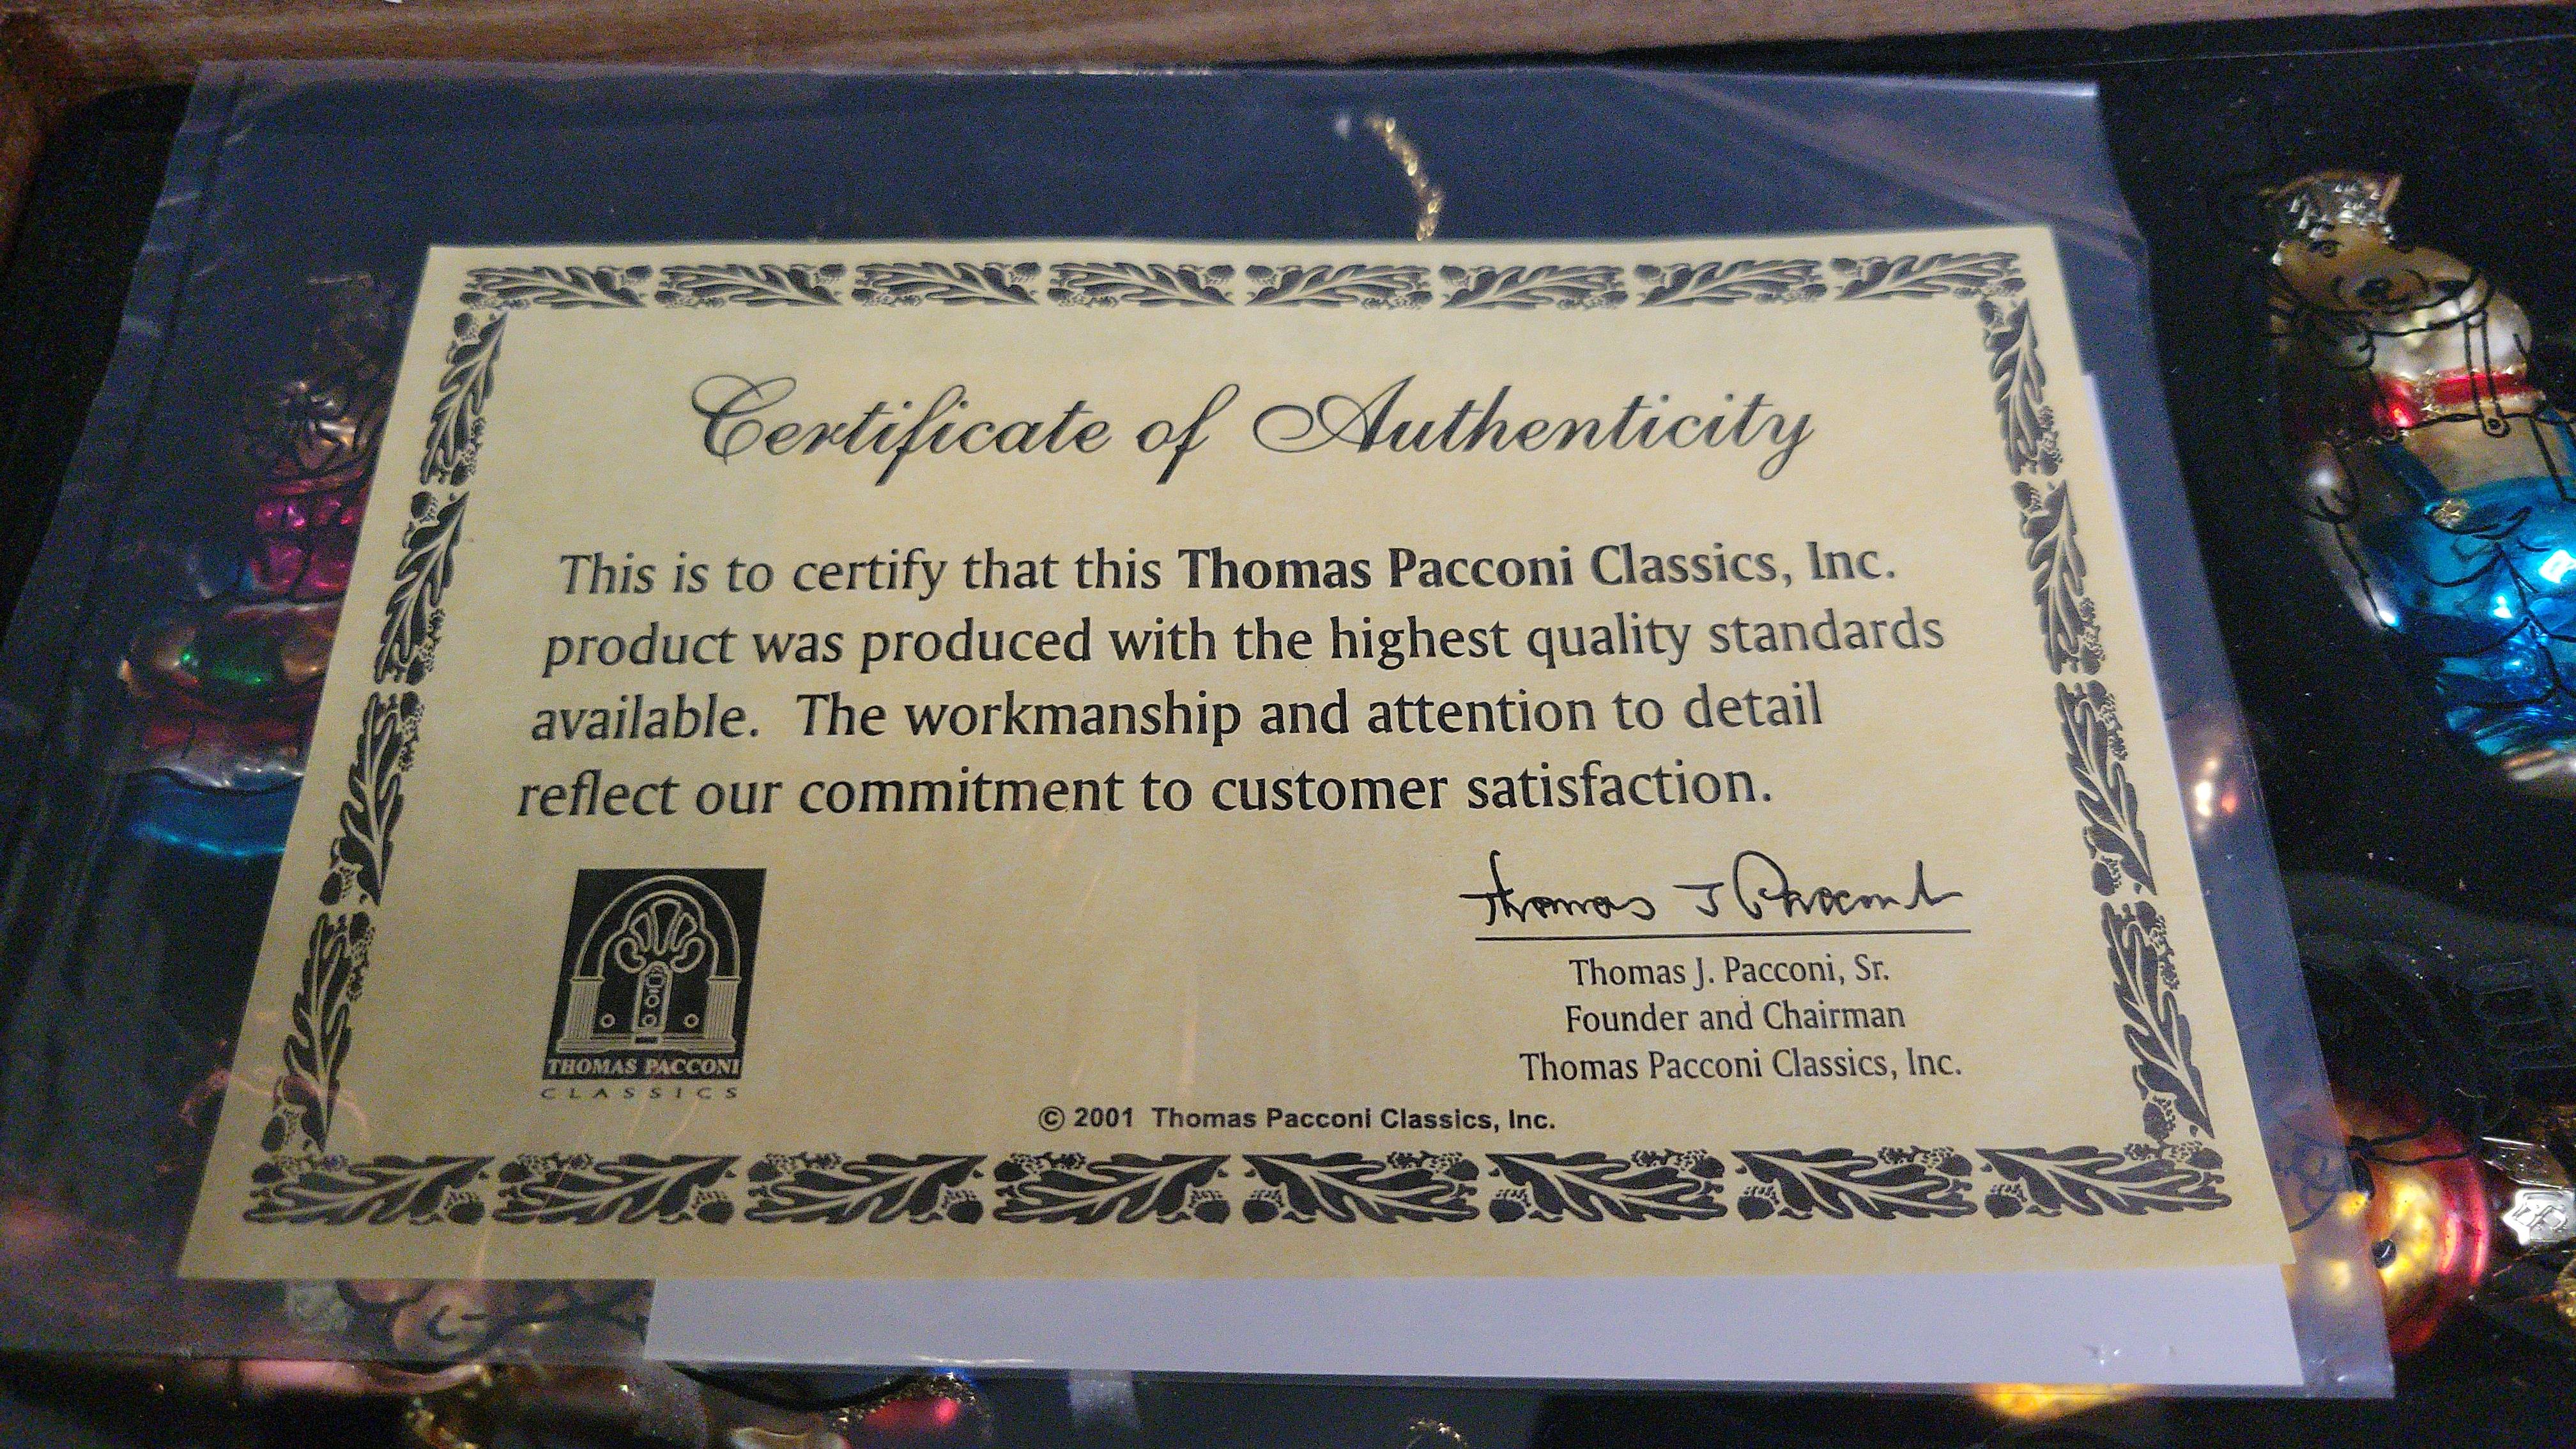 Certificate of Authenticity
This is to certify that this Thomas Pacconi Classics, Inc.
product was produced with the highest quality standards
available. The workmanship and attention to detail
reflect our commitment to customer satisfaction.
Thomas J Pacconi
Thomas J. Pacconi, Sr.
Founder and Chairman
Thomas Pacconi Classics, Inc.
THOMAS PACCONI
CLASSICS
© 2001 Thomas Pacconi Classics, Inc.